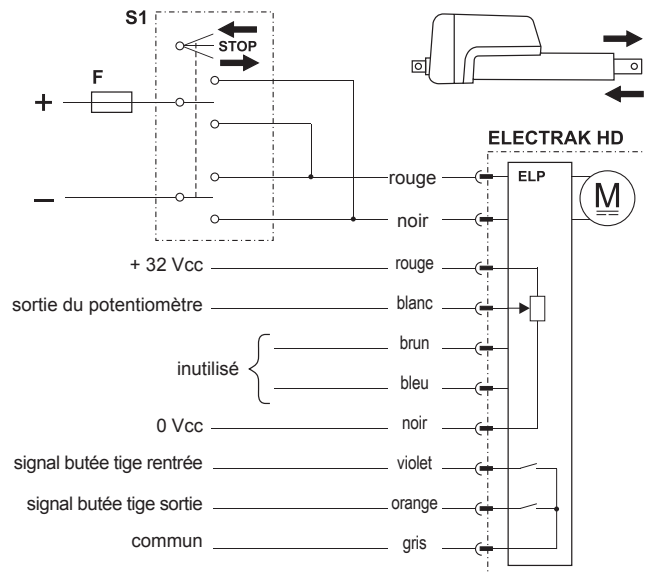 S1
STOP
F
+
–
ELECTRAK HD
ELP
M
rouge
noir
+ 32 Vcc rouge
sortie du potentiomètre blanc
brun
inutilisé
bleu
0 Vcc noir
signal butée tige rentrée violet
signal butée tige sortie orange
commun gris